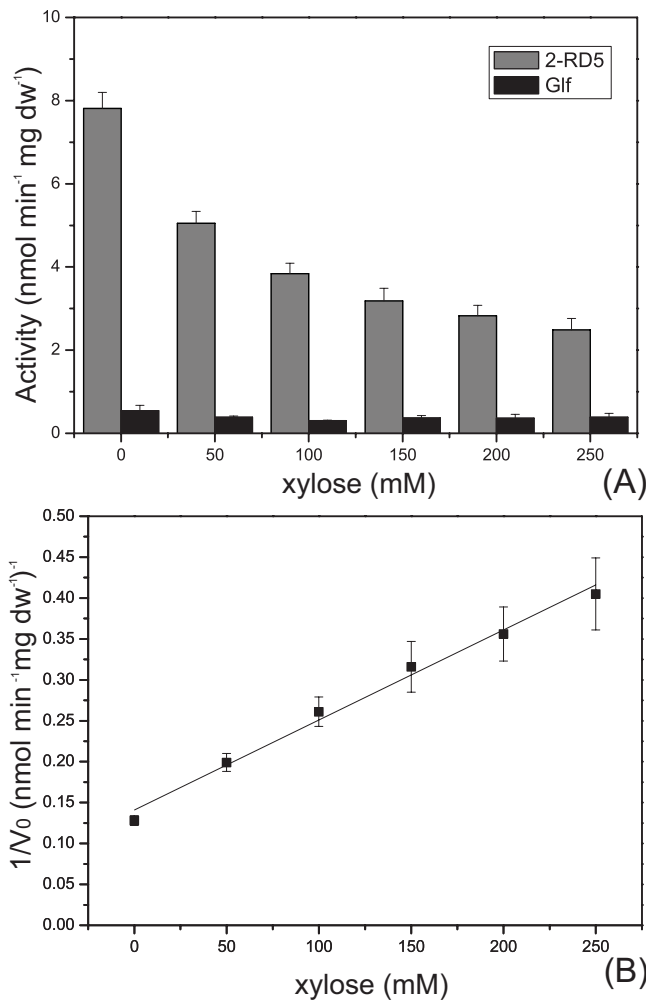 10
8
6
4
2
0
Activity (nmol min⁻¹ mg dw⁻¹)
2-RD5
Glf
0 50 100 150 200 250
xylose (mM)
(A)
0.50
0.45
0.40
0.35
0.30
0.25
0.20
0.15
0.10
0.05
0.00
1/V0 (nmol min⁻¹mg dw⁻¹)⁻¹
0 50 100 150 200 250
xylose (mM)
(B)